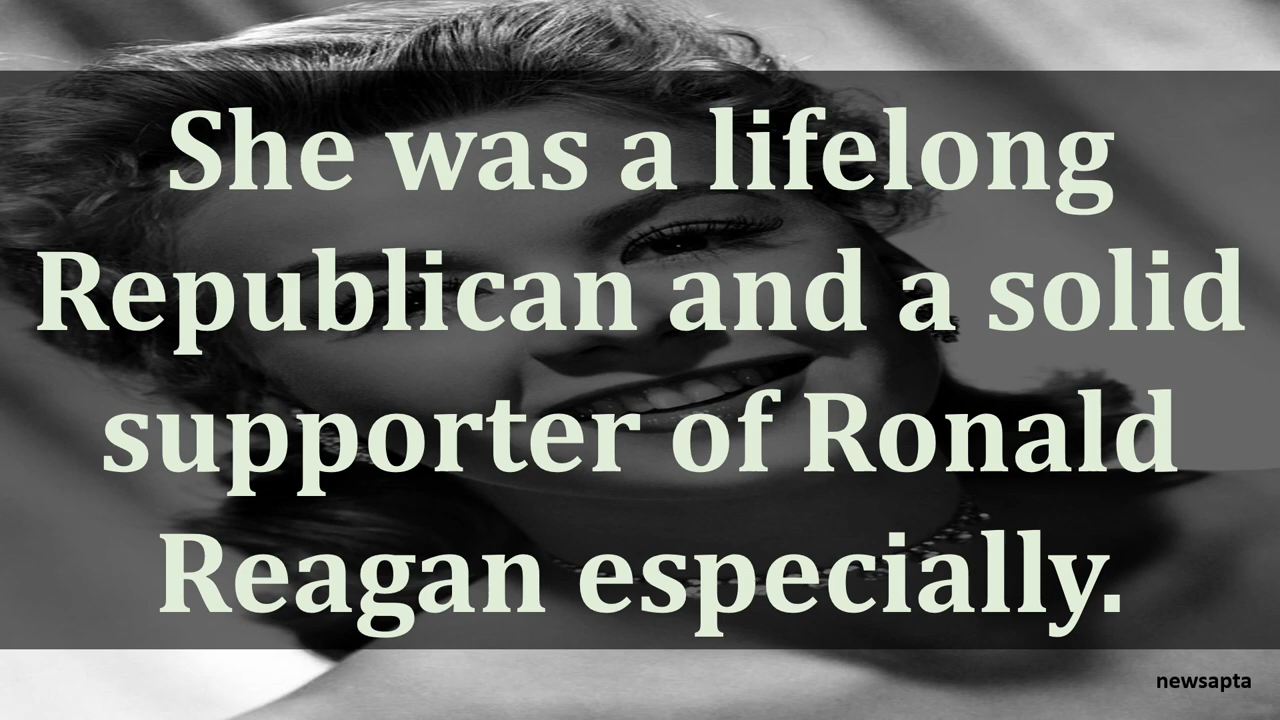 She was a lifelong
Republican and a solid
supporter of Ronald
Reagan especially.
newsapta